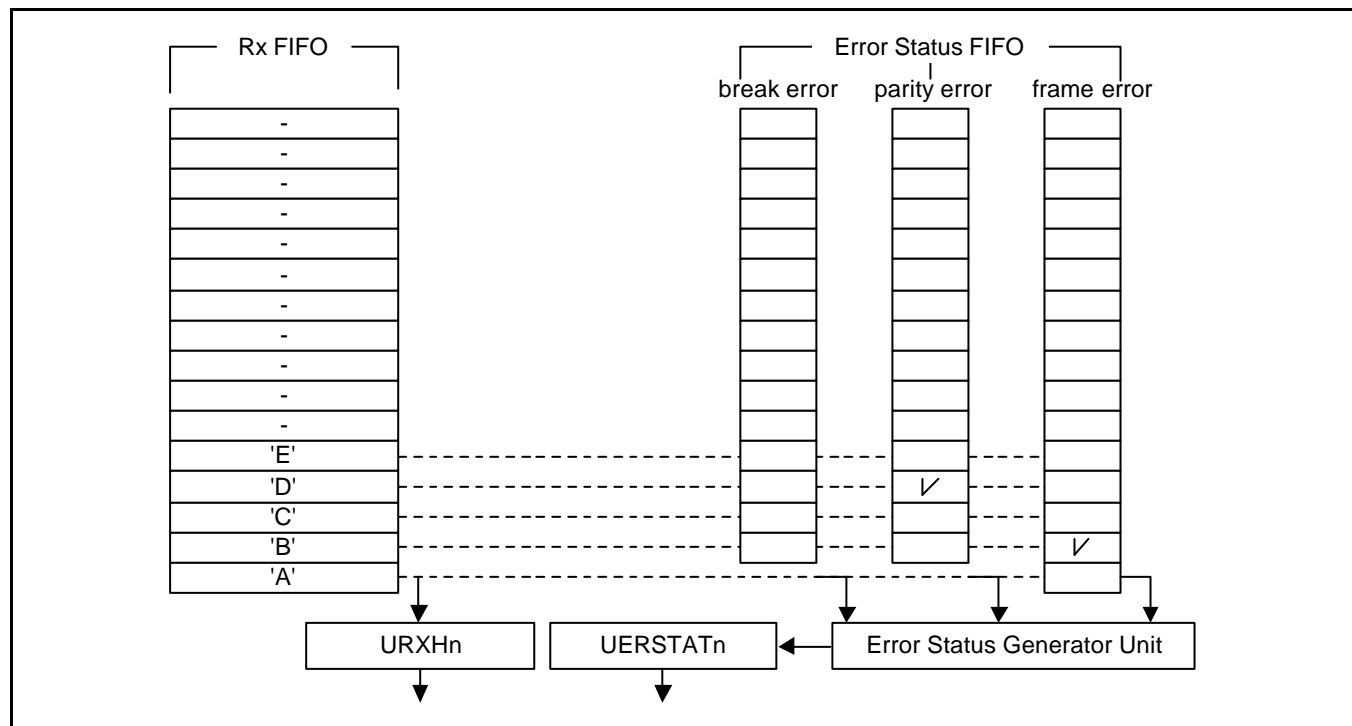 Rx FIFO
Error Status FIFO
break error parity error frame error
-
-
-
-
-
-
-
-
-
-
-
'E'
'D'
'C'
'B'
'A'
URXHn
UERSTATn
Error Status Generator Unit